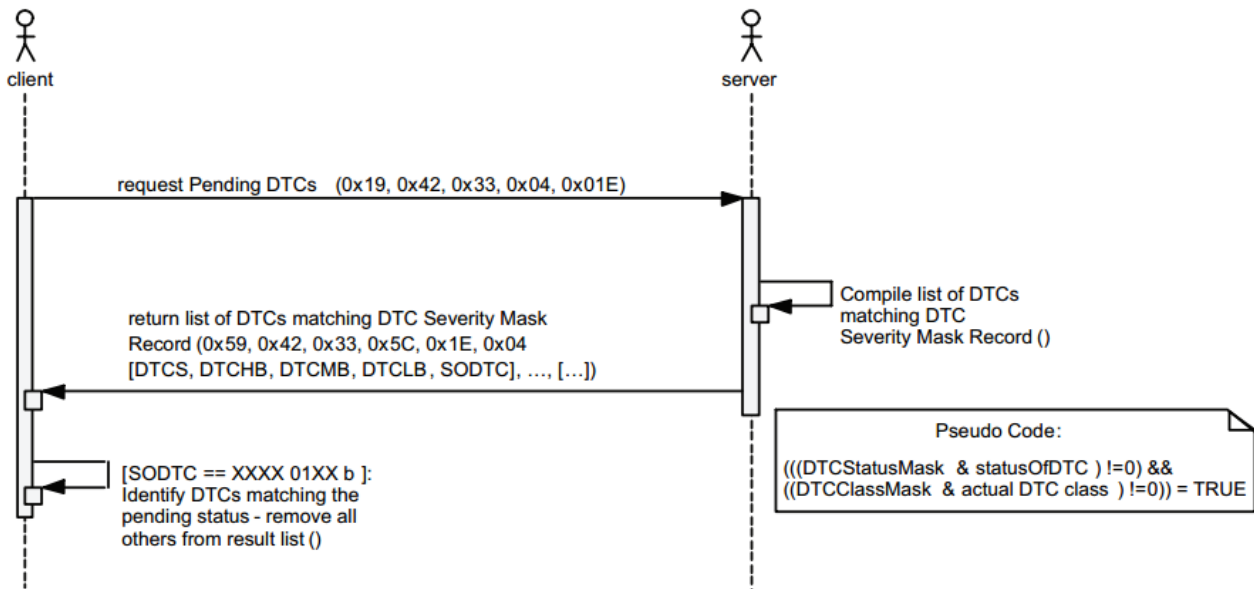 client
server
request Pending DTCs (0x19, 0x42, 0x33, 0x04, 0x01E)
Compile list of DTCs
matching DTC
Severity Mask Record ()
return list of DTCs matching DTC Severity Mask
Record (0x59, 0x42, 0x33, 0x5C, 0x1E, 0x04
[DTCS, DTCHB, DTCMB, DTCLB, SODTC], ..., [...])
Pseudo Code:
(((DTCStatusMask & statusOfDTC ) !=0) &&
((DTCClassMask & actual DTC class ) !=0)) = TRUE
[SODTC == XXXX 01XX b ]:
Identify DTCs matching the
pending status - remove all
others from result list ()